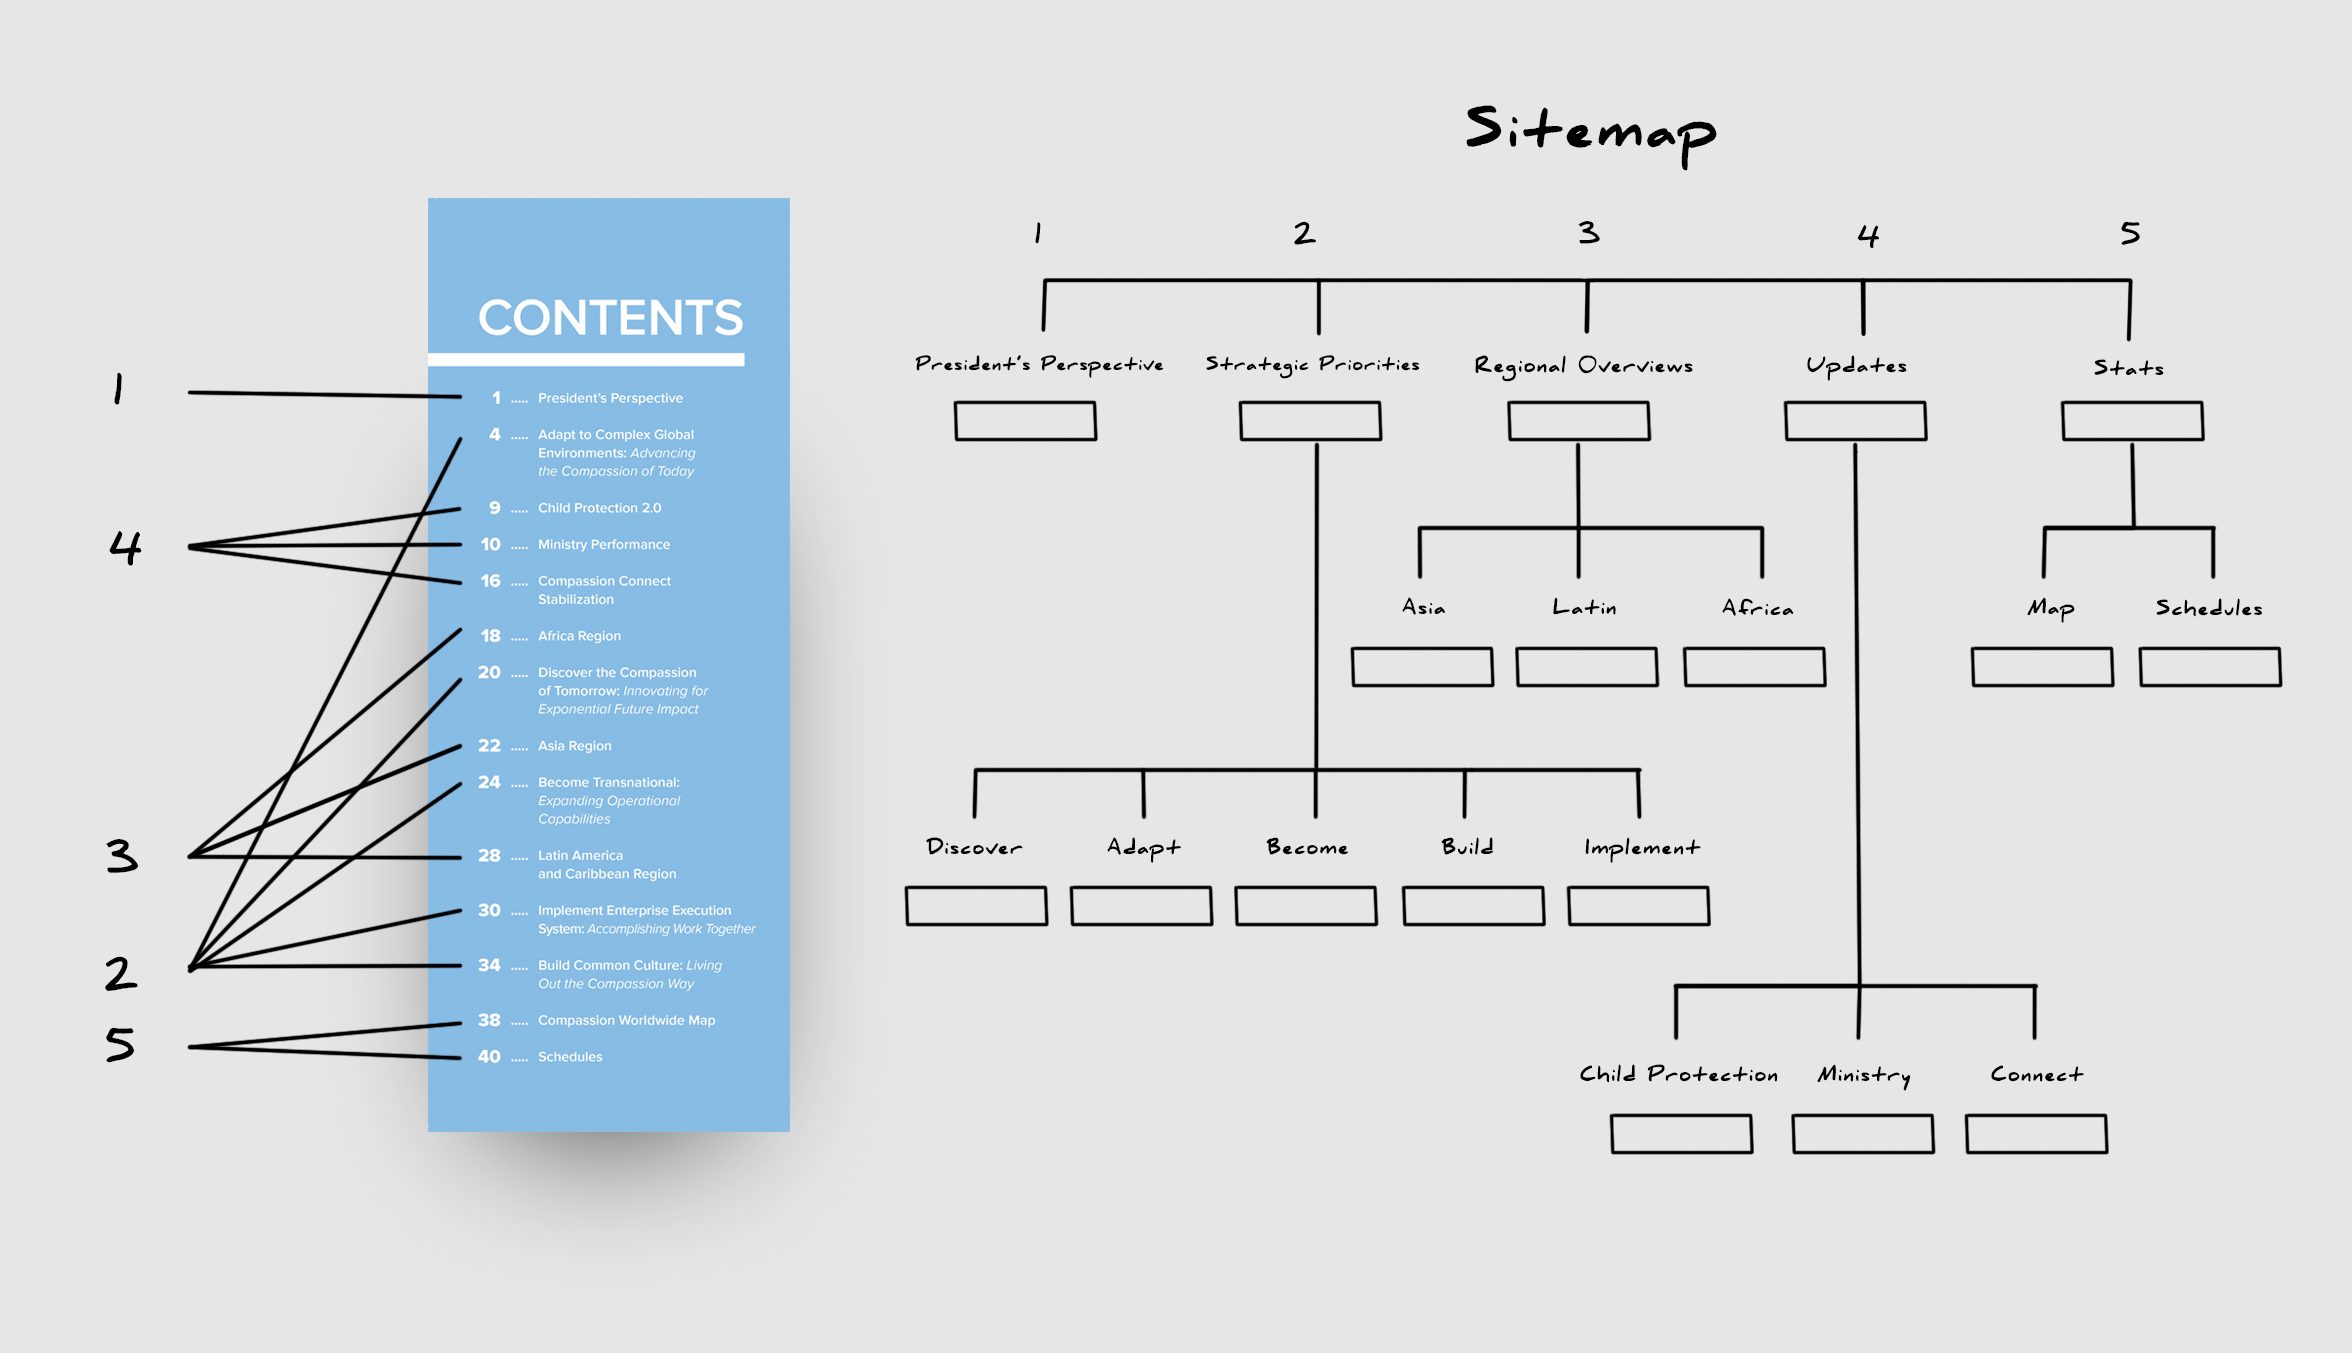 Sitemap
1 2 3 4 5
President's Perspective Strategic Priorities Regional Overviews Updates Stats
Asia Latin Africa Map Schedules
Discover Adapt Become Build Implement
Child Protection Ministry Connect
1
4
3
2
5
CONTENTS
1 ..... President's Perspective
4 ..... Adapt to Complex Global
Environments: Advancing
the Compassion of Today
9 ..... Child Protection 2.0
10 ..... Ministry Performance
16 ..... Compassion Connect
Stabilization
18 ..... Africa Region
20 ..... Discover the Compassion
of Tomorrow: Innovating for
Exponential Future Impact
22 ..... Asia Region
24 ..... Become Transnational:
Expanding Operational
Capabilities
28 ..... Latin America
and Caribbean Region
30 ..... Implement Enterprise Execution
System: Accomplishing Work Together
34 ..... Build Common Culture: Living
Out the Compassion Way
38 ..... Compassion Worldwide Map
40 ..... Schedules